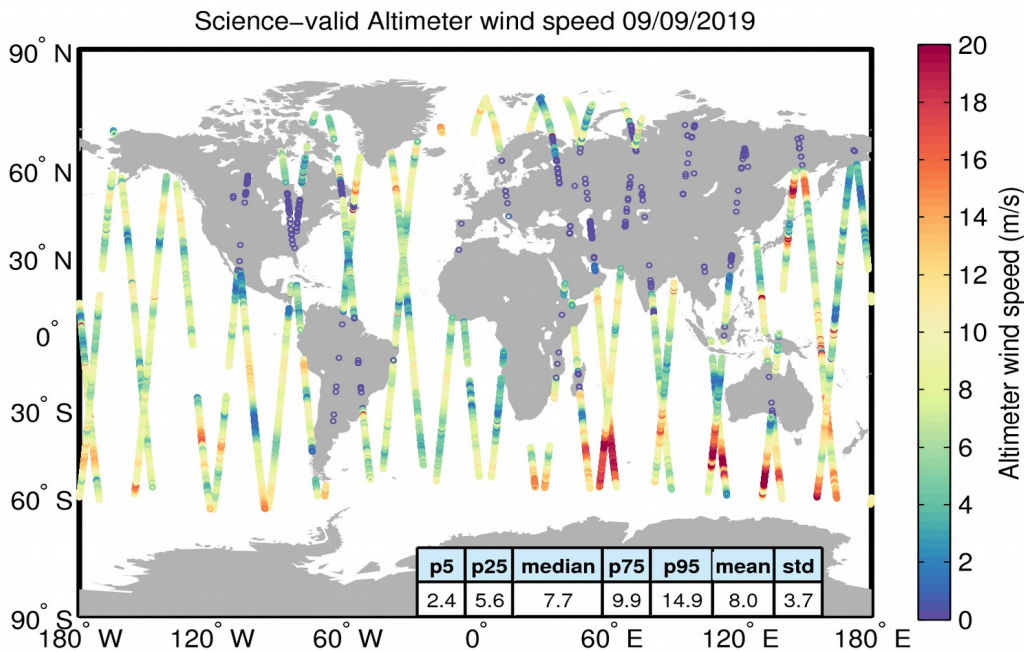 Science−valid Altimeter wind speed 09/09/2019
90° N
60° N
30° N
0°
30° S
60° S
90° S
180° W
120° W
60° W
0°
60° E
120° E
180° E
p5 p25 median p75 p95 mean std
2.4 5.6 7.7 9.9 14.9 8.0 3.7
20
18
16
14
12
10
8
6
4
2
0
Altimeter wind speed (m/s)